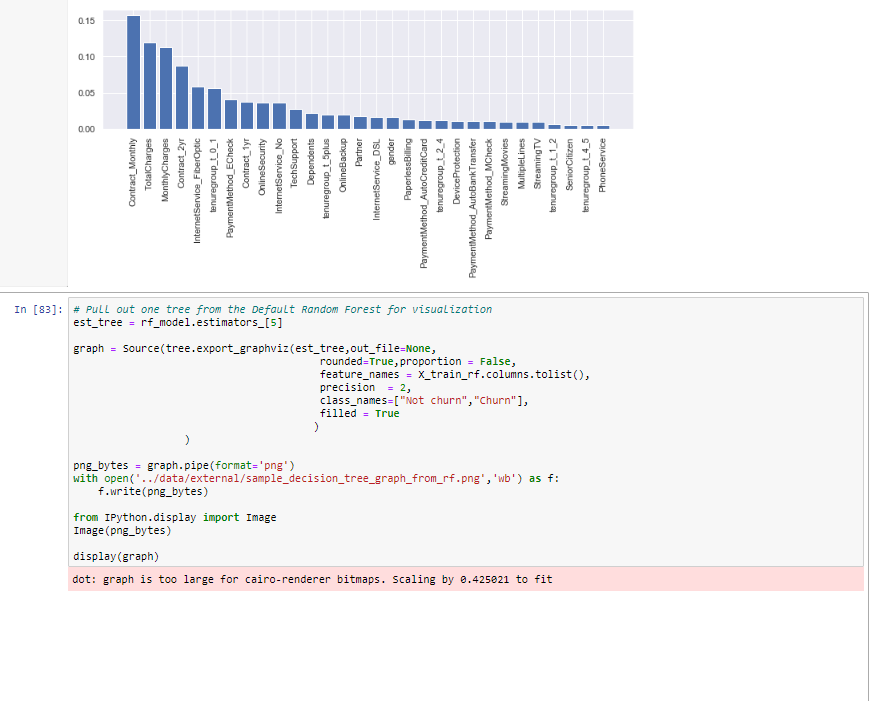 0.15
0.10
0.05
0.00
Contract_Monthly
TotalCharges
MonthlyCharges
Contract_2yr
InternetService_FiberOptic
tenuregroup_t_0_1
PaymentMethod_ECheck
Contract_1yr
OnlineSecurity
InternetService_No
TechSupport
Dependents
tenuregroup_t_5plus
OnlineBackup
Partner
InternetService_DSL
gender
PaperlessBilling
PaymentMethod_AutoCreditCard
tenuregroup_t_2_4
DeviceProtection
PaymentMethod_AutoBankTransfer
PaymentMethod_MCheck
StreamingMovies
MultipleLines
StreamingTV
tenuregroup_t_1_2
SeniorCitizen
tenuregroup_t_4_5
PhoneService
In [83]:
# Pull out one tree from the Default Random Forest for visualization
est_tree = rf_model.estimators_[5]
graph = Source(tree.export_graphviz(est_tree,out_file=None,
rounded=True,proportion = False,
feature_names = X_train_rf.columns.tolist(),
precision  = 2,
class_names=["Not churn","Churn"],
filled = True
)
)
png_bytes = graph.pipe(format='png')
with open('../data/external/sample_decision_tree_graph_from_rf.png','wb') as f:
f.write(png_bytes)
from IPython.display import Image
Image(png_bytes)
display(graph)
dot: graph is too large for cairo-renderer bitmaps. Scaling by 0.425021 to fit